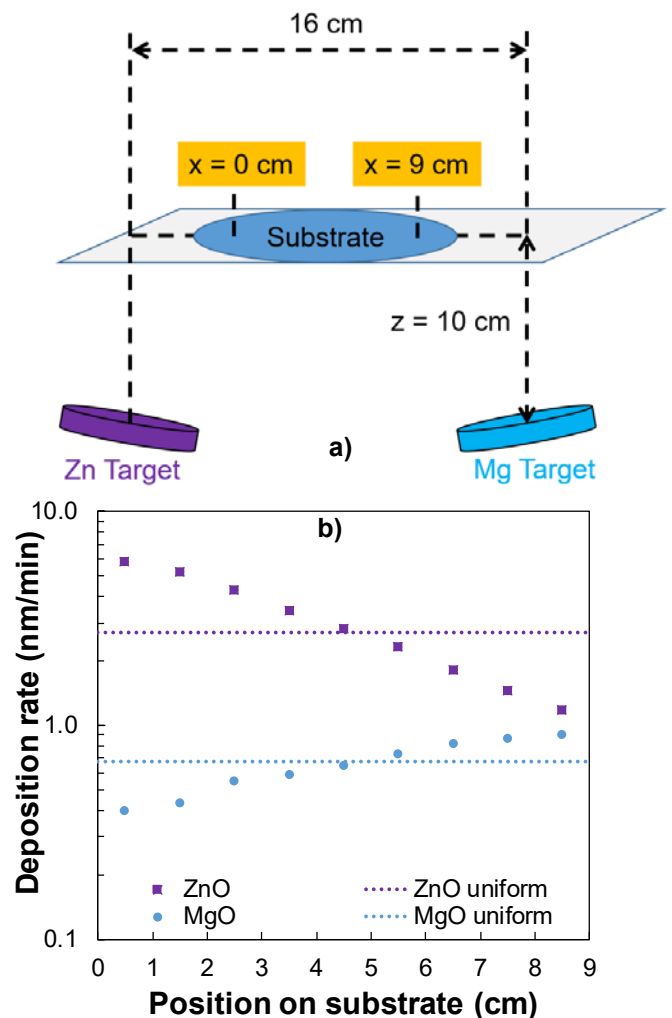 16 cm
x = 0 cm
x = 9 cm
Substrate
z = 10 cm
Zn Target
a)
Mg Target
b)
Deposition rate (nm/min)
10.0
1.0
0.1
ZnO
ZnO uniform
MgO
MgO uniform
0 1 2 3 4 5 6 7 8 9
Position on substrate (cm)